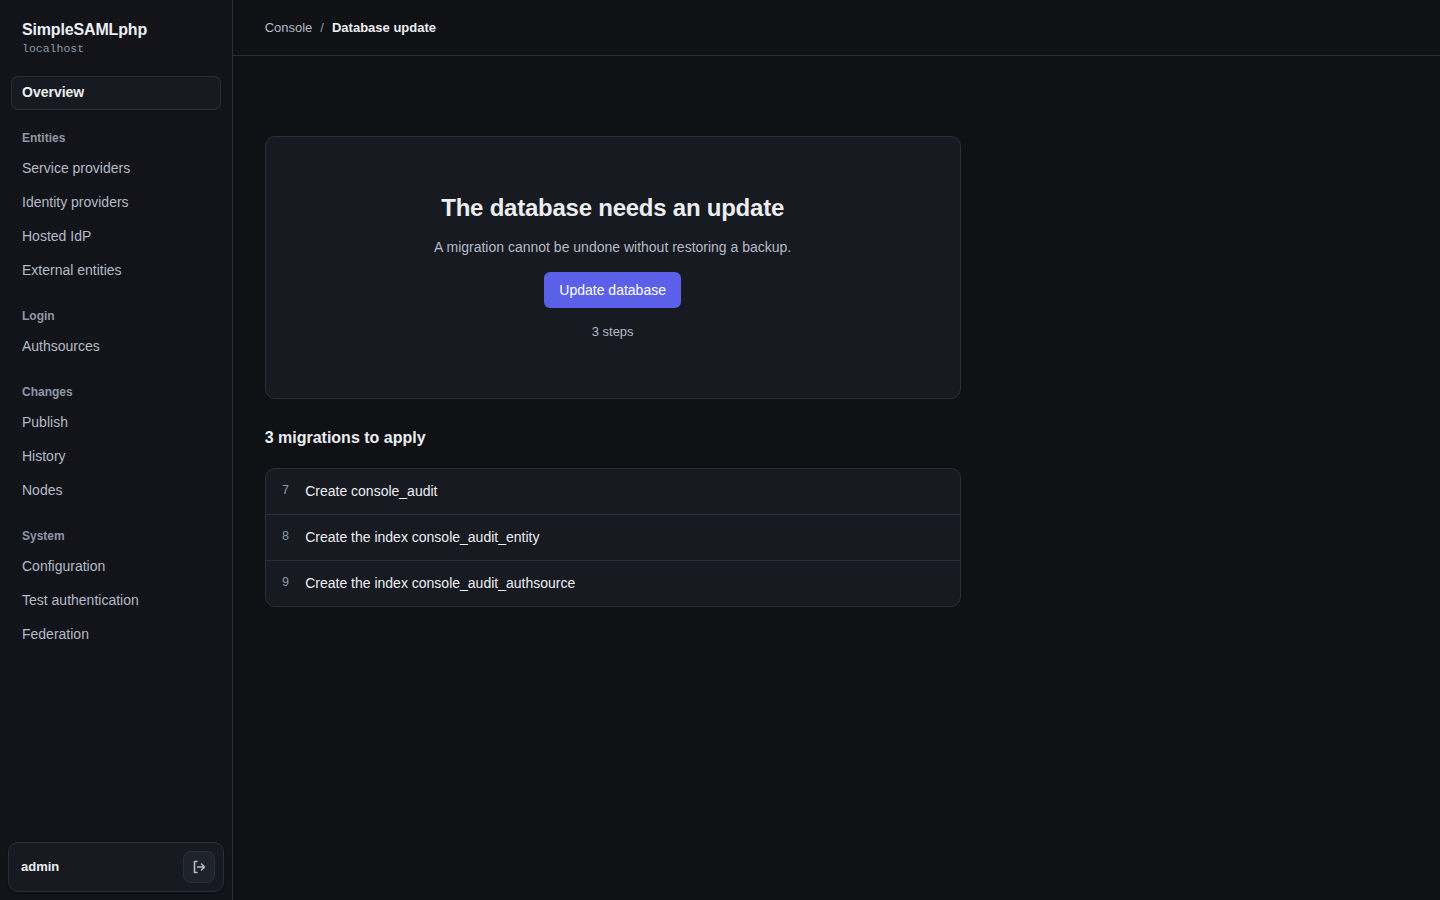 SimpleSAMLphp
localhost
Overview
Entities
Service providers
Identity providers
Hosted IdP
External entities
Login
Authsources
Changes
Publish
History
Nodes
System
Configuration
Test authentication
Federation
admin
Console / Database update
The database needs an update
A migration cannot be undone without restoring a backup.
Update database
3 steps
3 migrations to apply
7 Create console_audit
8 Create the index console_audit_entity
9 Create the index console_audit_authsource